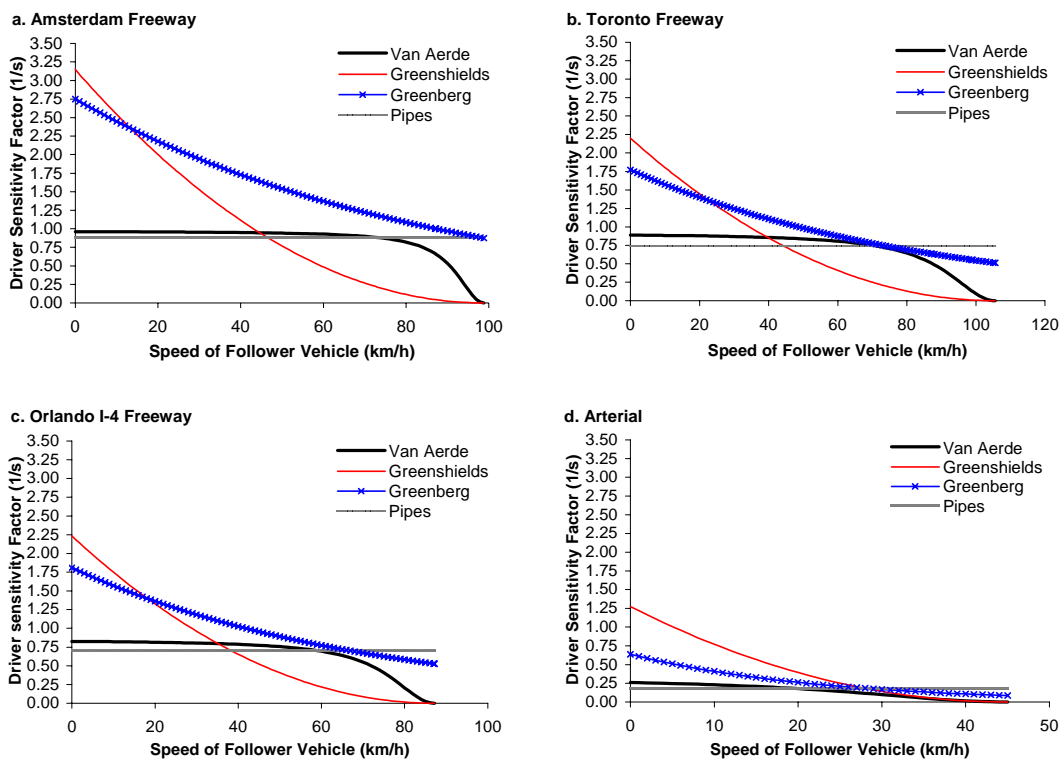 a. Amsterdam Freeway
Driver Sensitivity Factor (1/s)
3.50
3.25
3.00
2.75
2.50
2.25
2.00
1.75
1.50
1.25
1.00
0.75
0.50
0.25
0.00
Van Aerde
Greenshields
Greenberg
Pipes
0 20 40 60 80 100
Speed of Follower Vehicle (km/h)
b. Toronto Freeway
Driver Sensitivity Factor (1/s)
3.50
3.25
3.00
2.75
2.50
2.25
2.00
1.75
1.50
1.25
1.00
0.75
0.50
0.25
0.00
Van Aerde
Greenshields
Greenberg
Pipes
0 20 40 60 80 100 120
Speed of Follower Vehicle (km/h)
c. Orlando I-4 Freeway
Driver sensitivity Factor (1/s)
3.50
3.25
3.00
2.75
2.50
2.25
2.00
1.75
1.50
1.25
1.00
0.75
0.50
0.25
0.00
Van Aerde
Greenshields
Greenberg
Pipes
0 20 40 60 80 100
Speed of Follower Vehicle (km/h)
d. Arterial
Driver Sensitivity Factor (1/s)
3.50
3.25
3.00
2.75
2.50
2.25
2.00
1.75
1.50
1.25
1.00
0.75
0.50
0.25
0.00
Van Aerde
Greenshields
Greenberg
Pipes
0 10 20 30 40 50
Speed of Follower Vehicle (km/h)